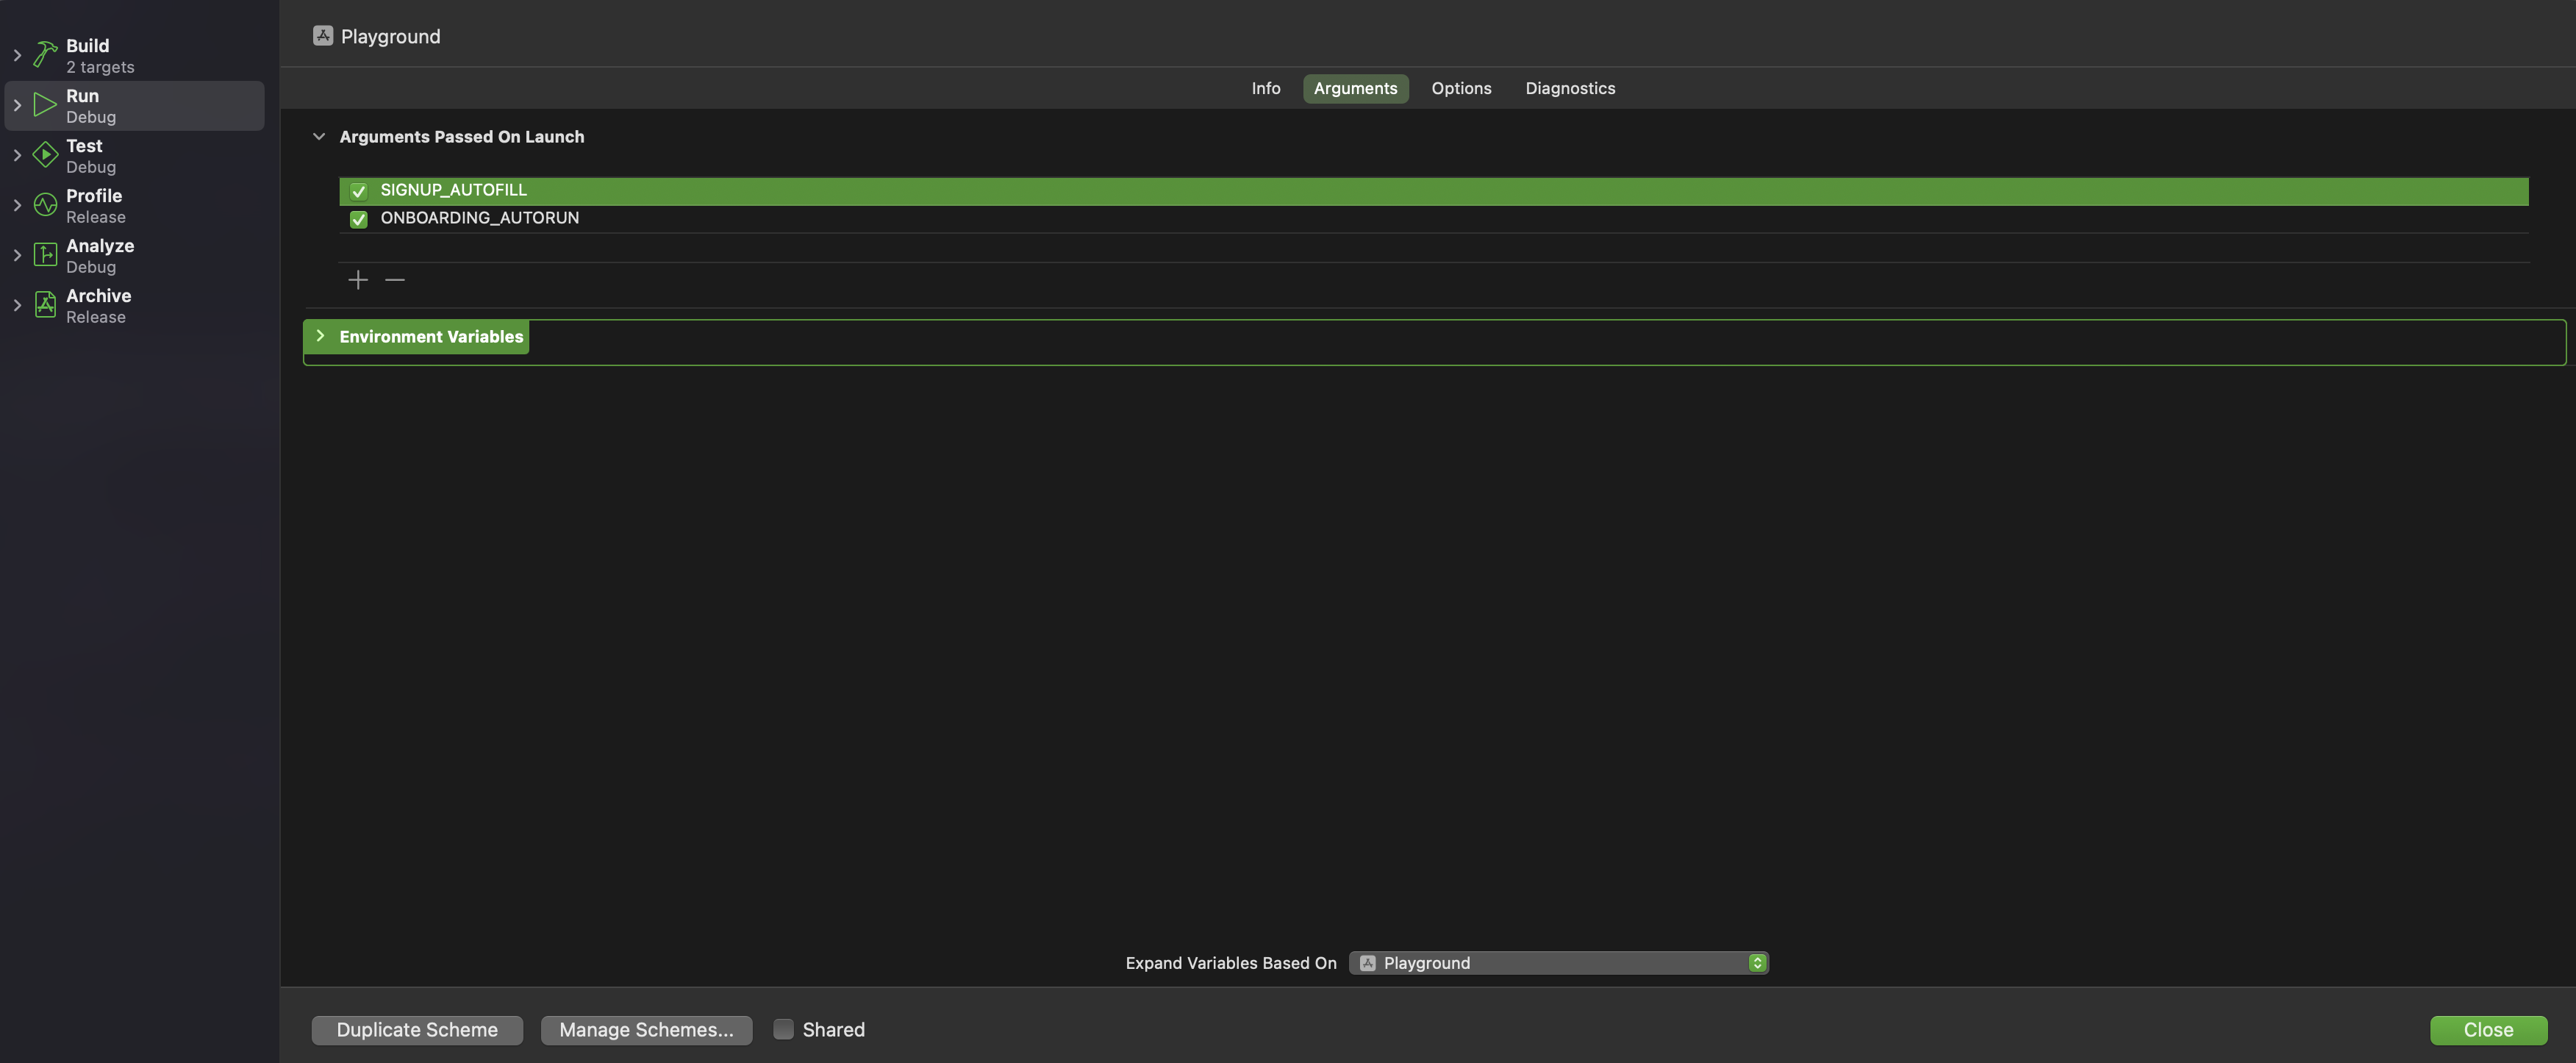 Build
2 targets
Run
Debug
Test
Debug
Profile
Release
Analyze
Debug
Archive
Release
Playground
Info Arguments Options Diagnostics
Arguments Passed On Launch
SIGNUP_AUTOFILL
ONBOARDING_AUTORUN
Environment Variables
Expand Variables Based On Playground
Duplicate Scheme Manage Schemes... Shared Close